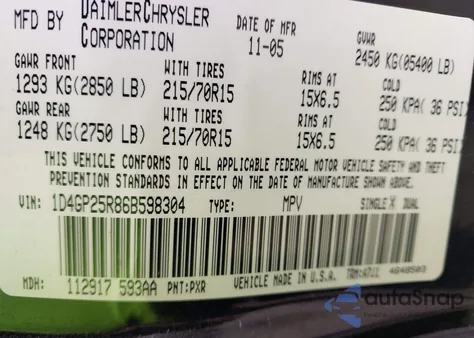 MFD BY DAIMLERCHRYSLER CORPORATION DATE OF MFR 11-05 GVWR 2450 KG(05400 LB)
GAWR FRONT WITH TIRES RIMS AT COLD
1293 KG(2850 LB) 215/70R15 15X6.5 250 KPA( 36 PSI
GAWR REAR WITH TIRES RIMS AT COLD
1248 KG(2750 LB) 215/70R15 15X6.5 250 KPA( 36 PSI
THIS VEHICLE CONFORMS TO ALL APPLICABLE FEDERAL MOTOR VEHICLE SAFETY AND THEFT
PREVENTION STANDARDS IN EFFECT ON THE DATE OF MANUFACTURE SHOWN ABOVE.
VIN: 1D4GP25R86B598304 TYPE: MPV SINGLE X DUAL
MDH: 112917 593AA PNT:PXR VEHICLE MADE IN U.S.A.
autoSnap